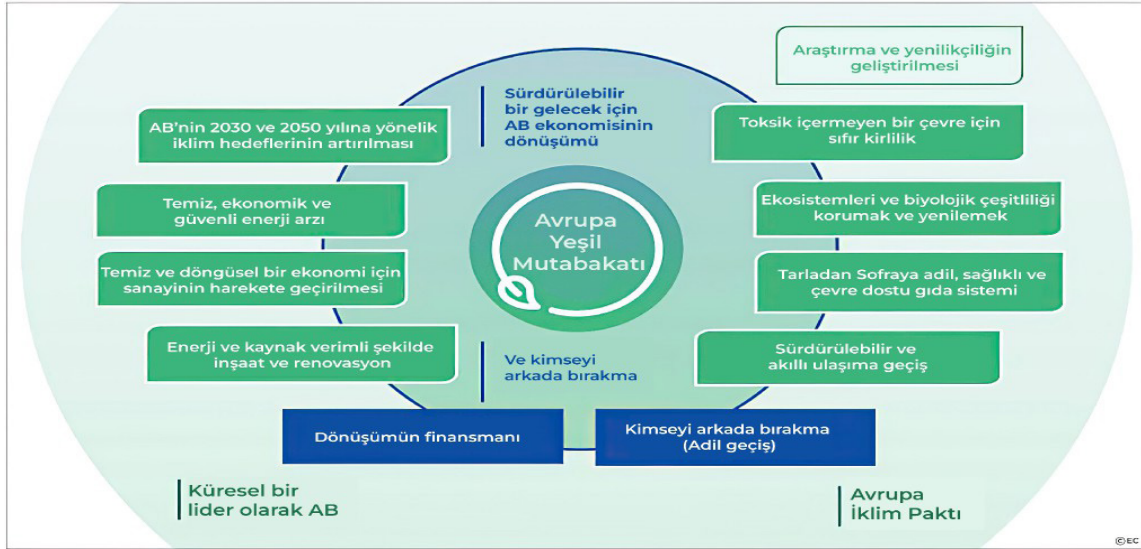 Araştırma ve yenilikçiliğin
geliştirilmesi
Sürdürülebilir
bir gelecek için
AB ekonomisinin
dönüşümü
AB'nin 2030 ve 2050 yılına yönelik
iklim hedeflerinin artırılması
Toksik içermeyen bir çevre için
sıfır kirlilik
Temiz, ekonomik ve
güvenli enerji arzı
Avrupa
Yeşil
Mutabakatı
Ekosistemleri ve biyolojik çeşitliliği
korumak ve yenilemek
Temiz ve döngüsel bir ekonomi için
sanayinin harekete geçirilmesi
Tarladan Sofraya adil, sağlıklı ve
çevre dostu gıda sistemi
Enerji ve kaynak verimli şekilde
inşaat ve renovasyon
Ve kimseyi
arkada bırakma
Sürdürülebilir ve
akıllı ulaşıma geçiş
Dönüşümün finansmanı
Kimseyi arkada bırakma
(Adil geçiş)
Küresel bir
lider olarak AB
Avrupa
İklim Paktı
©EC